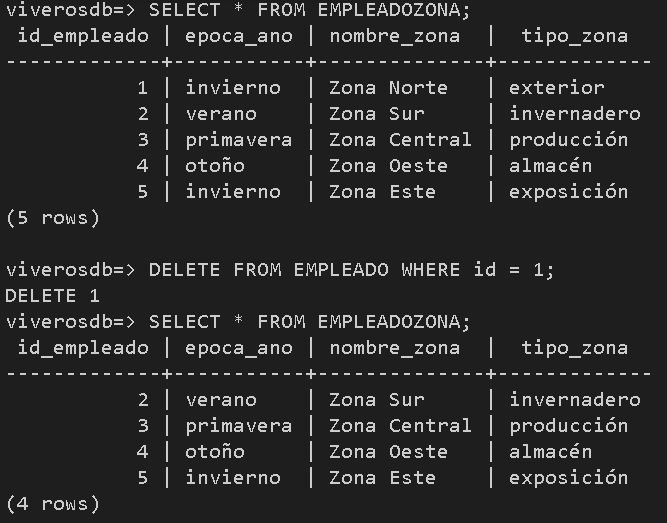 viverosdb=> SELECT * FROM EMPLEADOZONA;
 id_empleado | epoca_ano | nombre_zona  |  tipo_zona
-------------+-----------+--------------+-------------
           1 | invierno  | Zona Norte   | exterior
           2 | verano    | Zona Sur     | invernadero
           3 | primavera | Zona Central | producción
           4 | otoño     | Zona Oeste   | almacén
           5 | invierno  | Zona Este    | exposición
(5 rows)

viverosdb=> DELETE FROM EMPLEADO WHERE id = 1;
DELETE 1
viverosdb=> SELECT * FROM EMPLEADOZONA;
 id_empleado | epoca_ano | nombre_zona  |  tipo_zona
-------------+-----------+--------------+-------------
           2 | verano    | Zona Sur     | invernadero
           3 | primavera | Zona Central | producción
           4 | otoño     | Zona Oeste   | almacén
           5 | invierno  | Zona Este    | exposición
(4 rows)